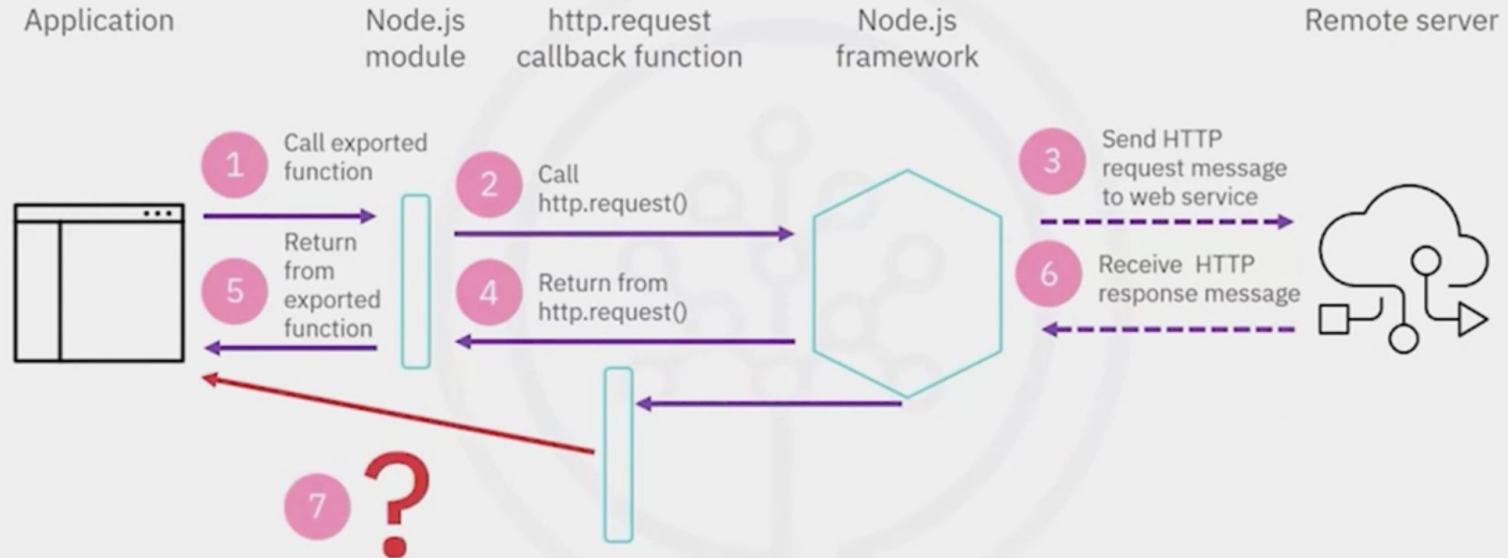 Application
Node.js
module
http.request
callback function
Node.js
framework
Remote server
1
Call exported
function
2
Call
http.request()
3
Send HTTP
request message
to web service
5
Return
from
exported
function
4
Return from
http.request()
6
Receive HTTP
response message
7
?